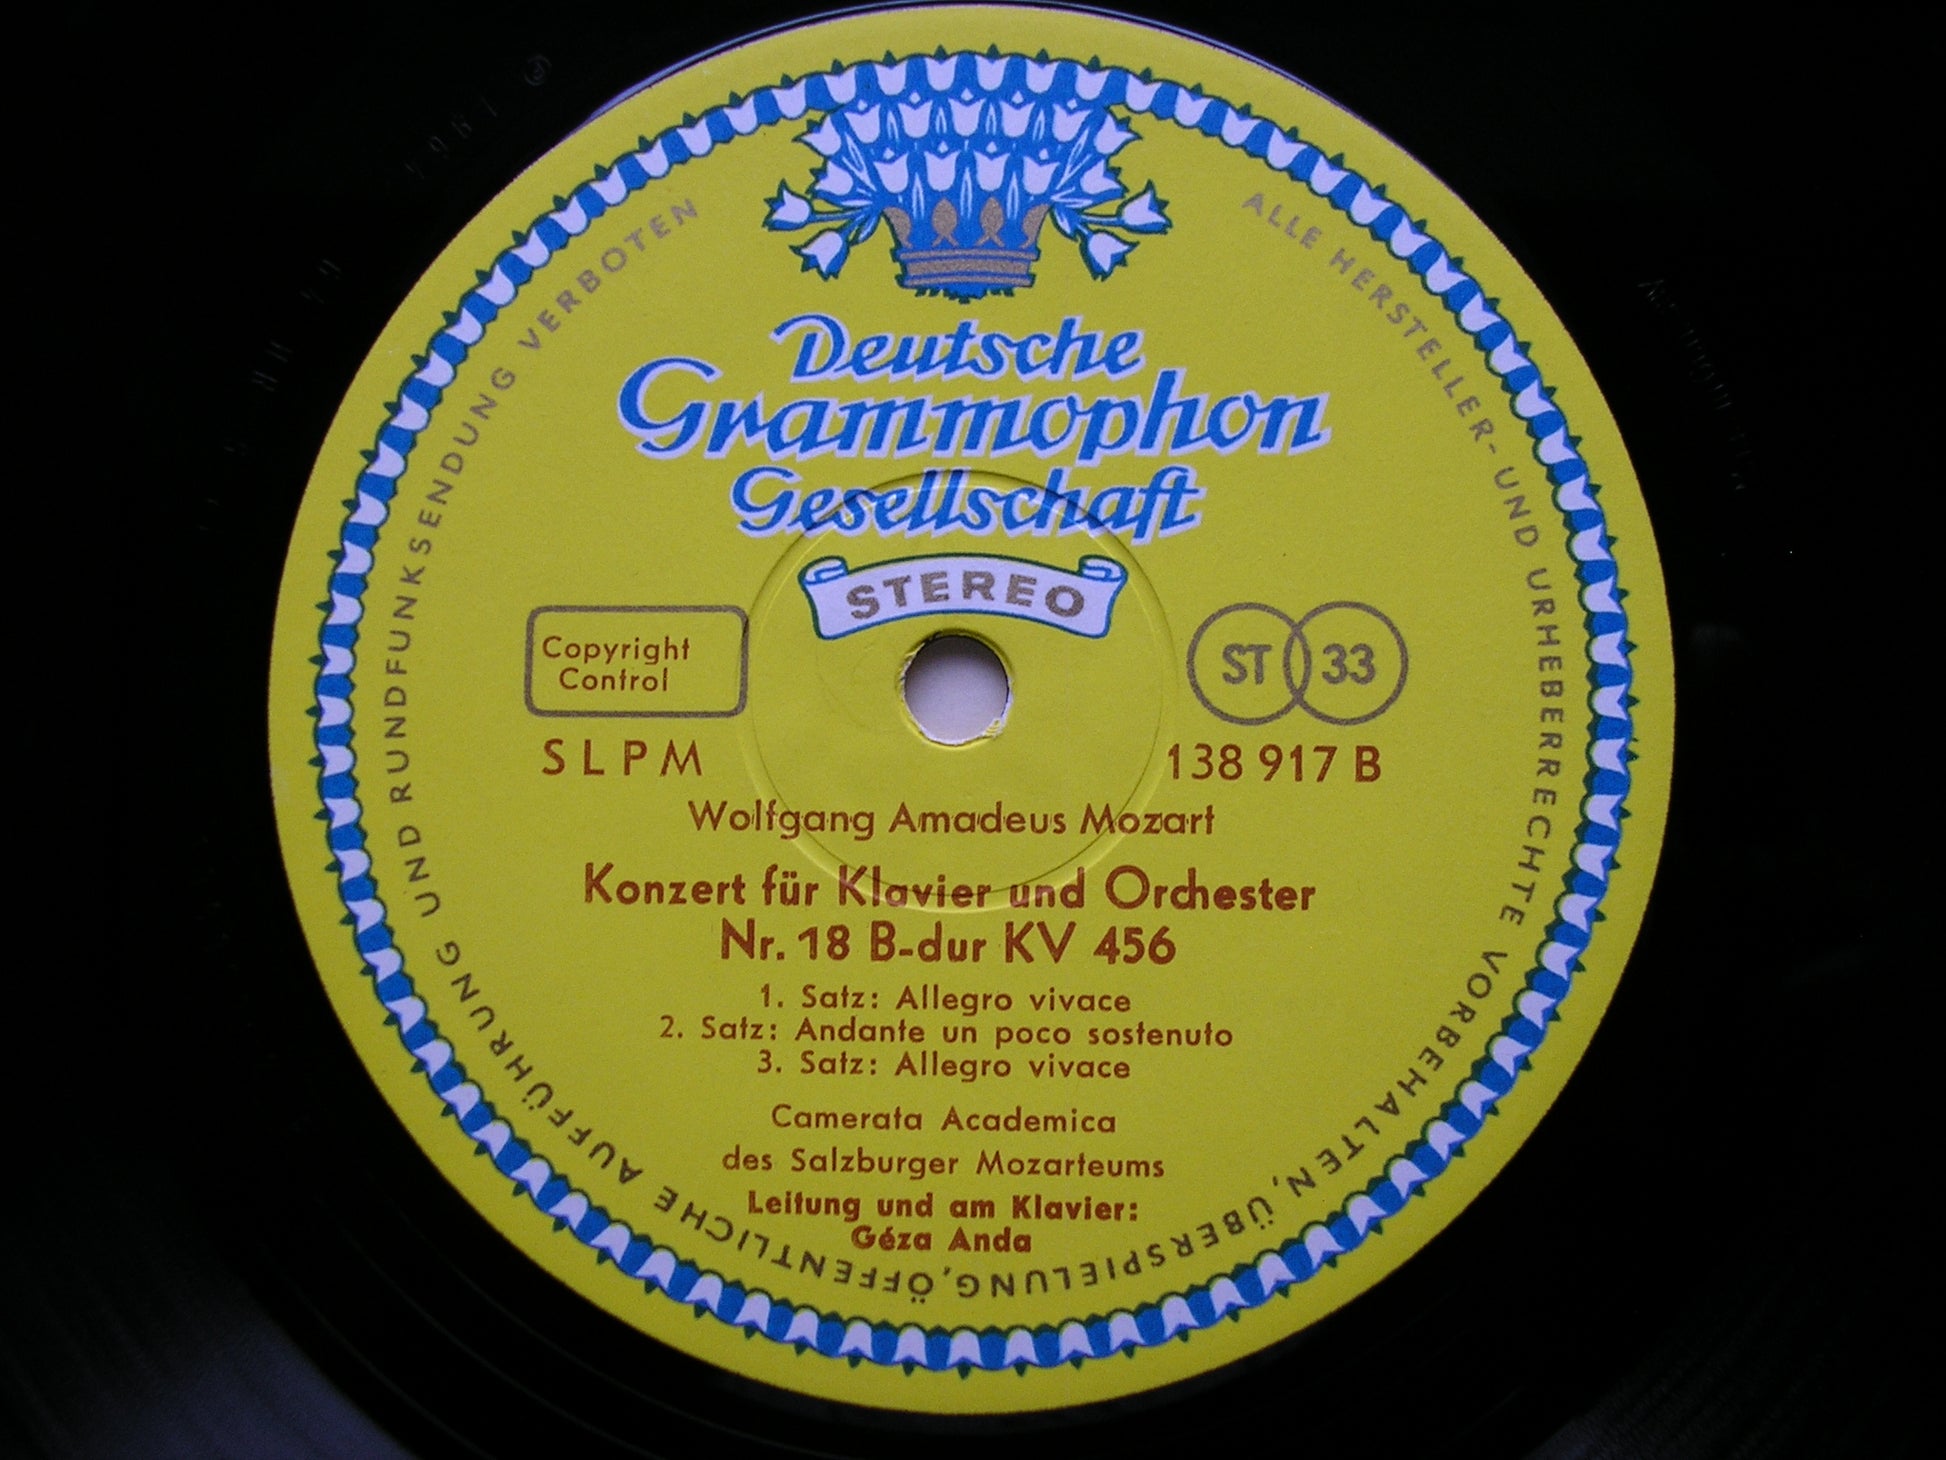 Deutsche
Grammophon
Gesellschaft
STEREO
Copyright
Control
ST 33
SLPM
138 917 B
Wolfgang Amadeus Mozart
Konzert für Klavier und Orchester
Nr. 18 B-dur KV 456
1. Satz: Allegro vivace
2. Satz: Andante un poco sostenuto
3. Satz: Allegro vivace
Camerata Academica
des Salzburger Mozarteums
Leitung und am Klavier:
Géza Anda
ALLE HERSTELLER-UND URHEBERRECHTE VORBEHALTEN, ÜBERSPIELUNG, ÖFFENTLICHE AUFFÜHRUNG UND RUNDFUNKSENDUNG VERBOTEN